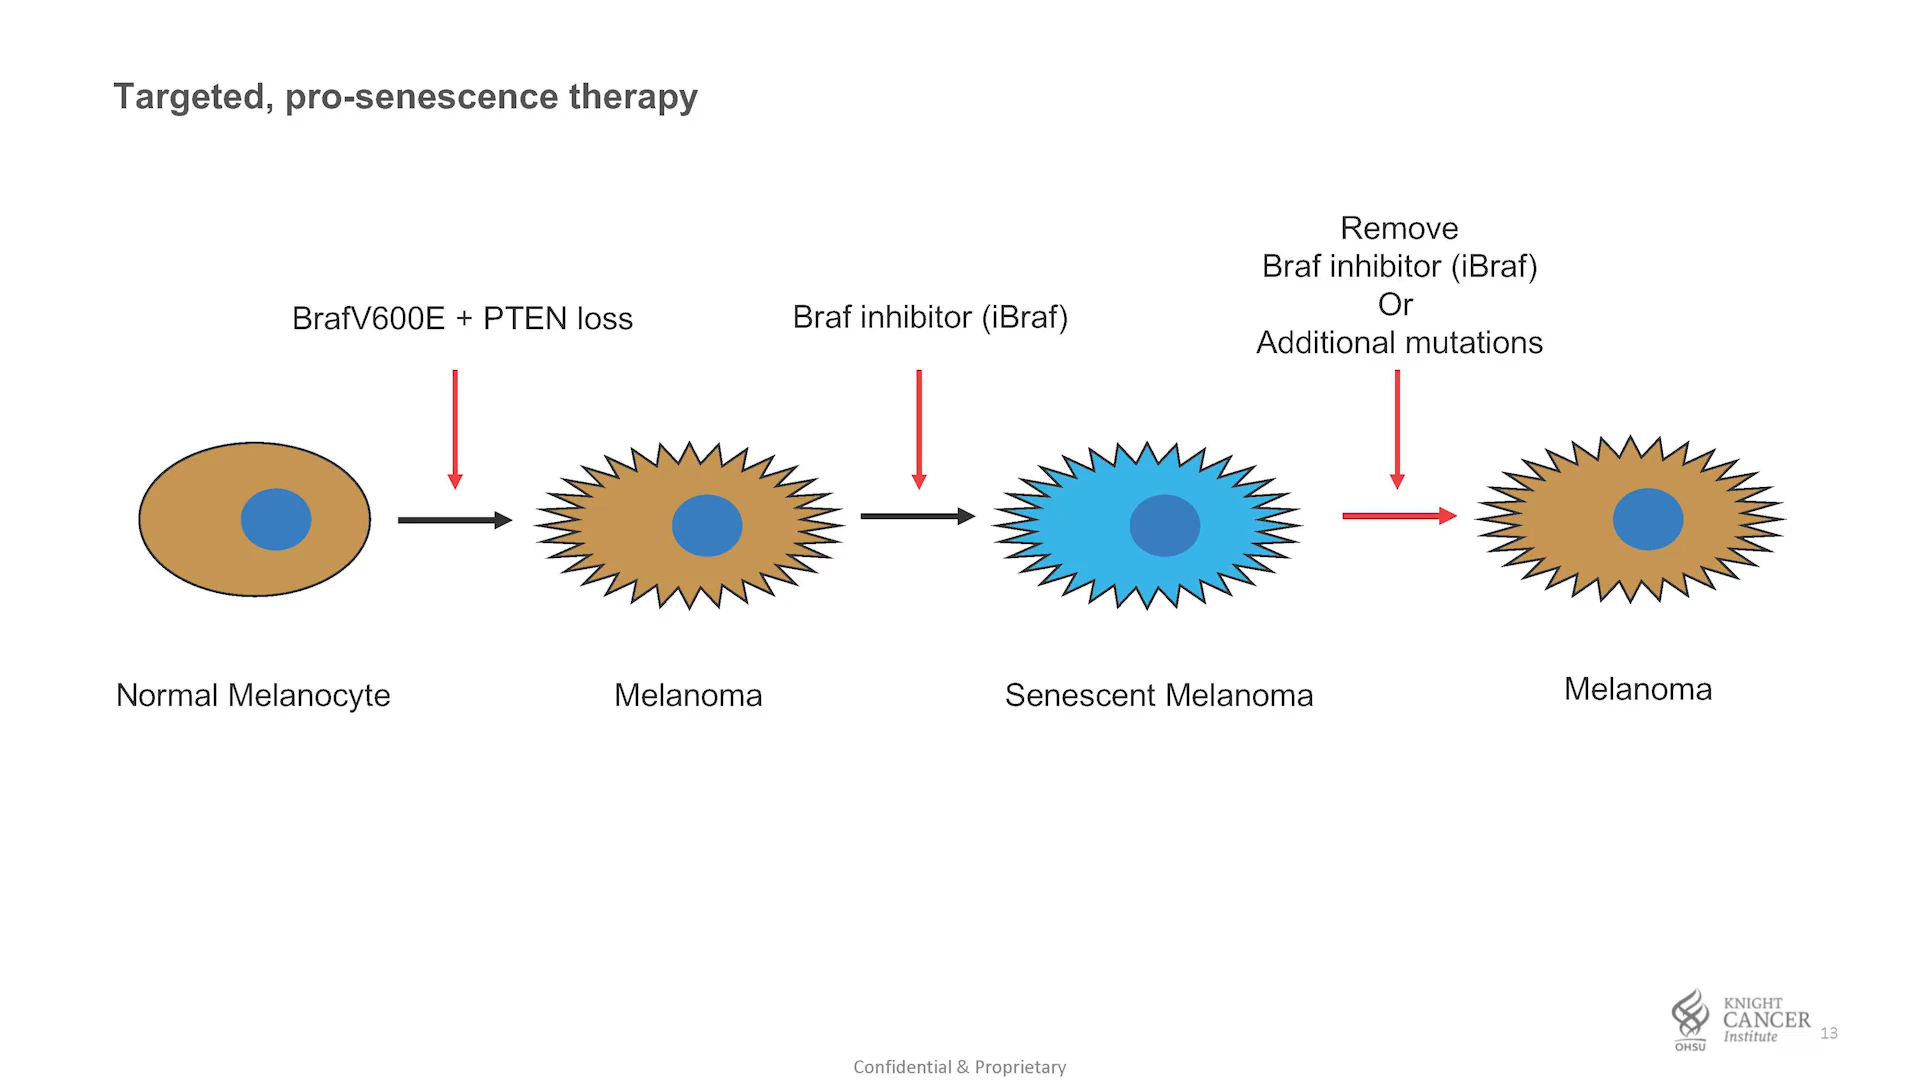 Targeted, pro-senescence therapy
Remove
Braf inhibitor (iBraf)
Or
Additional mutations
BrafV600E + PTEN loss
Braf inhibitor (iBraf)
Normal Melanocyte
Melanoma
Senescent Melanoma
Melanoma
KNIGHT
CANCER
Institute
OHSU
13
Confidential & Proprietary